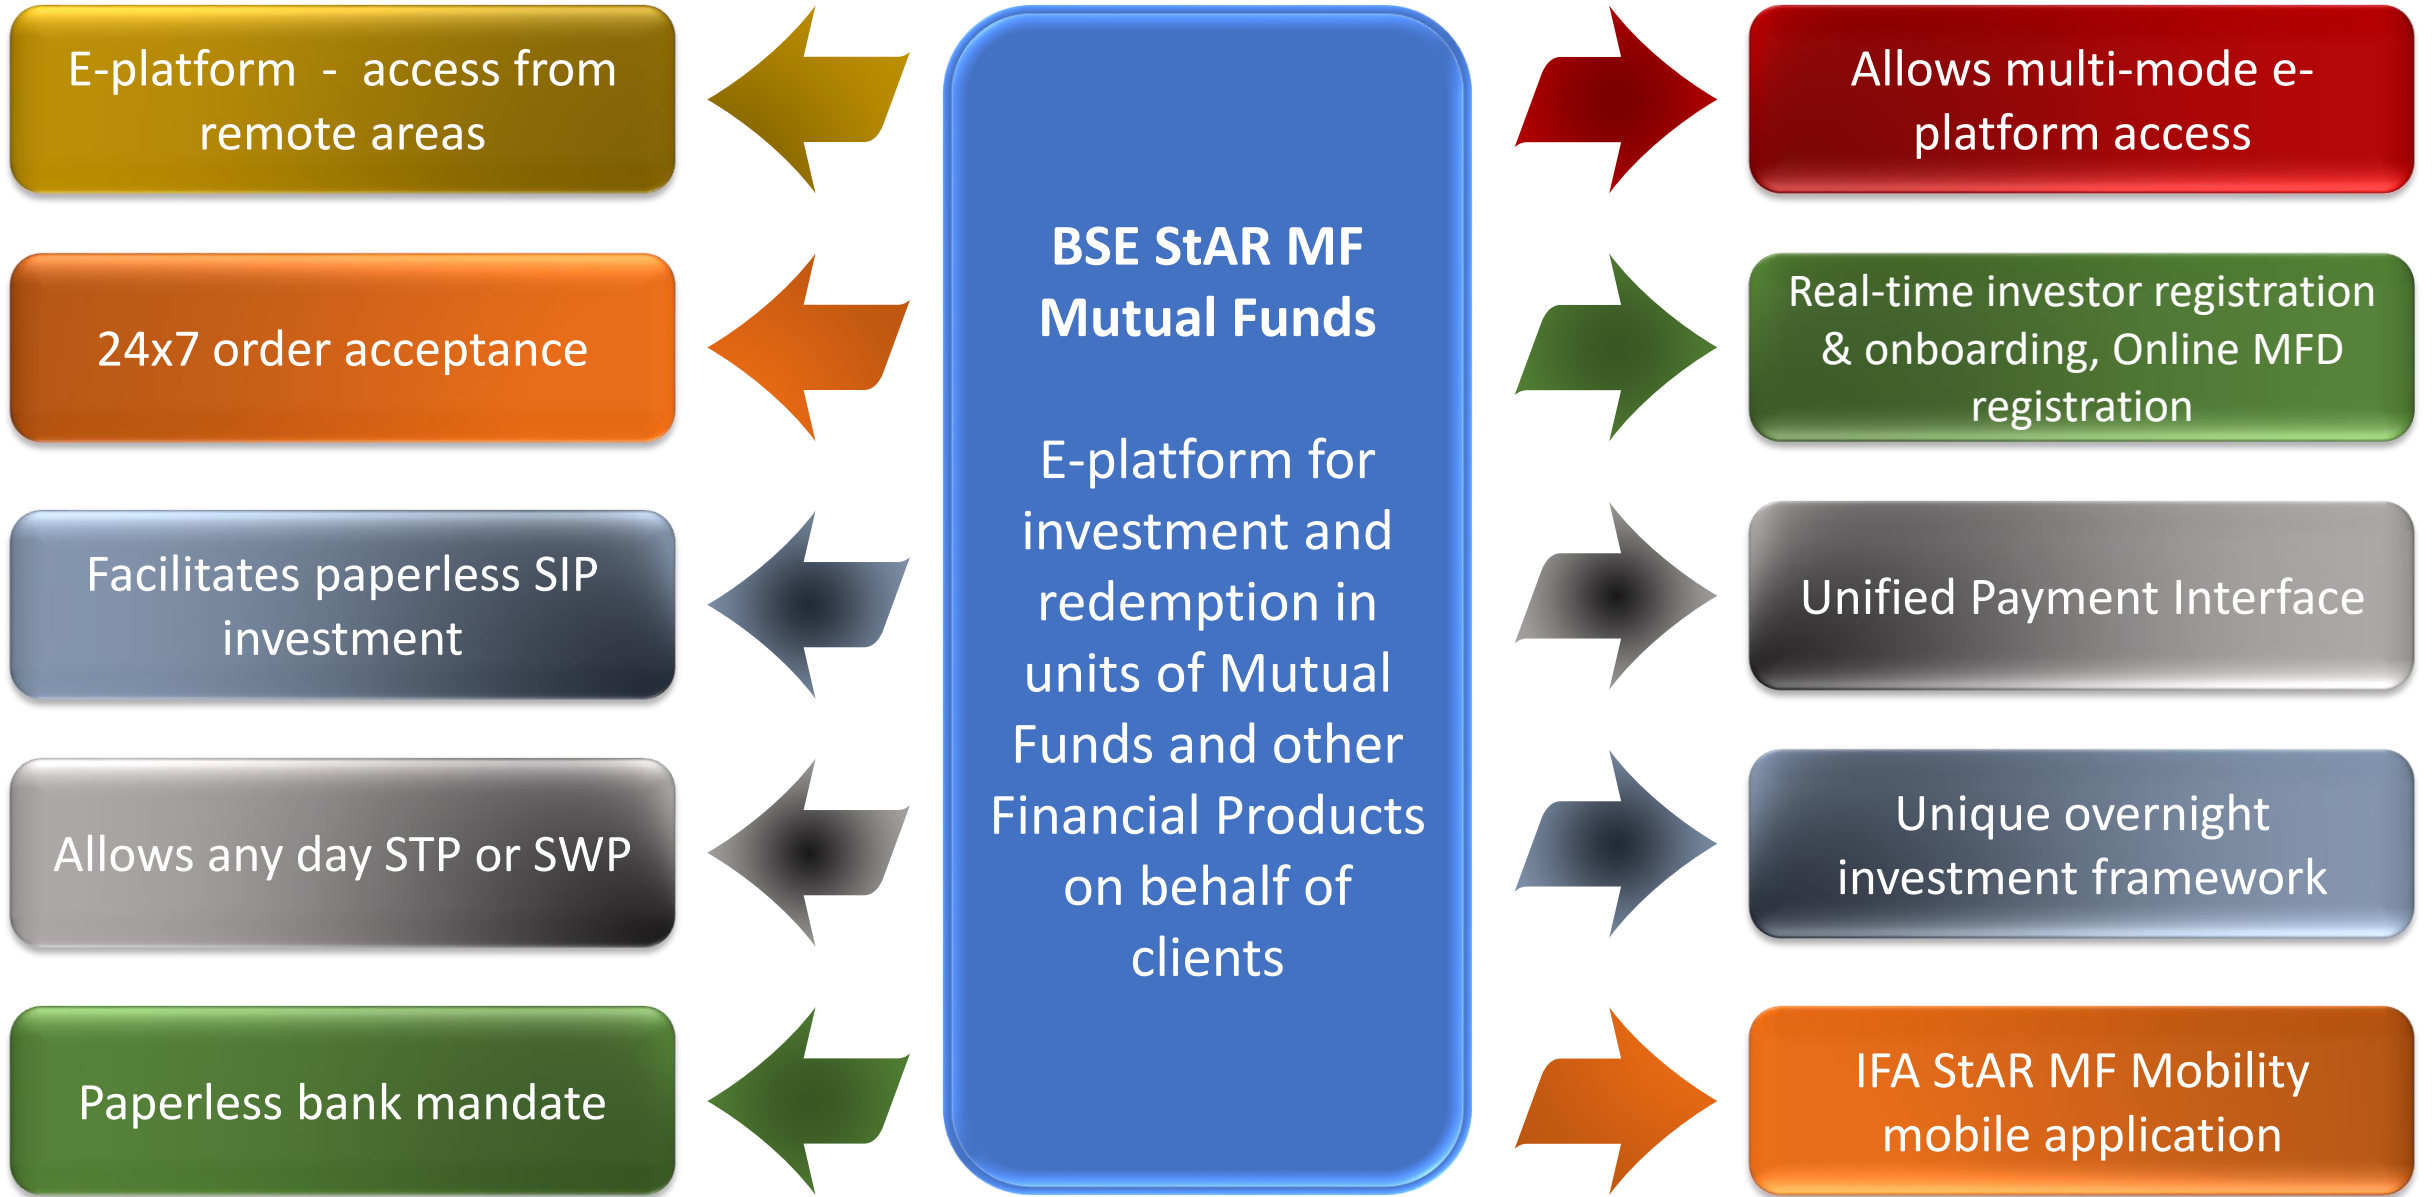 E-platform - access from
remote areas
24x7 order acceptance
Facilitates paperless SIP
investment
Allows any day STP or SWP
Paperless bank mandate
BSE StAR MF
Mutual Funds
E-platform for
investment and
redemption in
units of Mutual
Funds and other
Financial Products
on behalf of
clients
Allows multi-mode e-
platform access
Real-time investor registration
& onboarding, Online MFD
registration
Unified Payment Interface
Unique overnight
investment framework
IFA StAR MF Mobility
mobile application